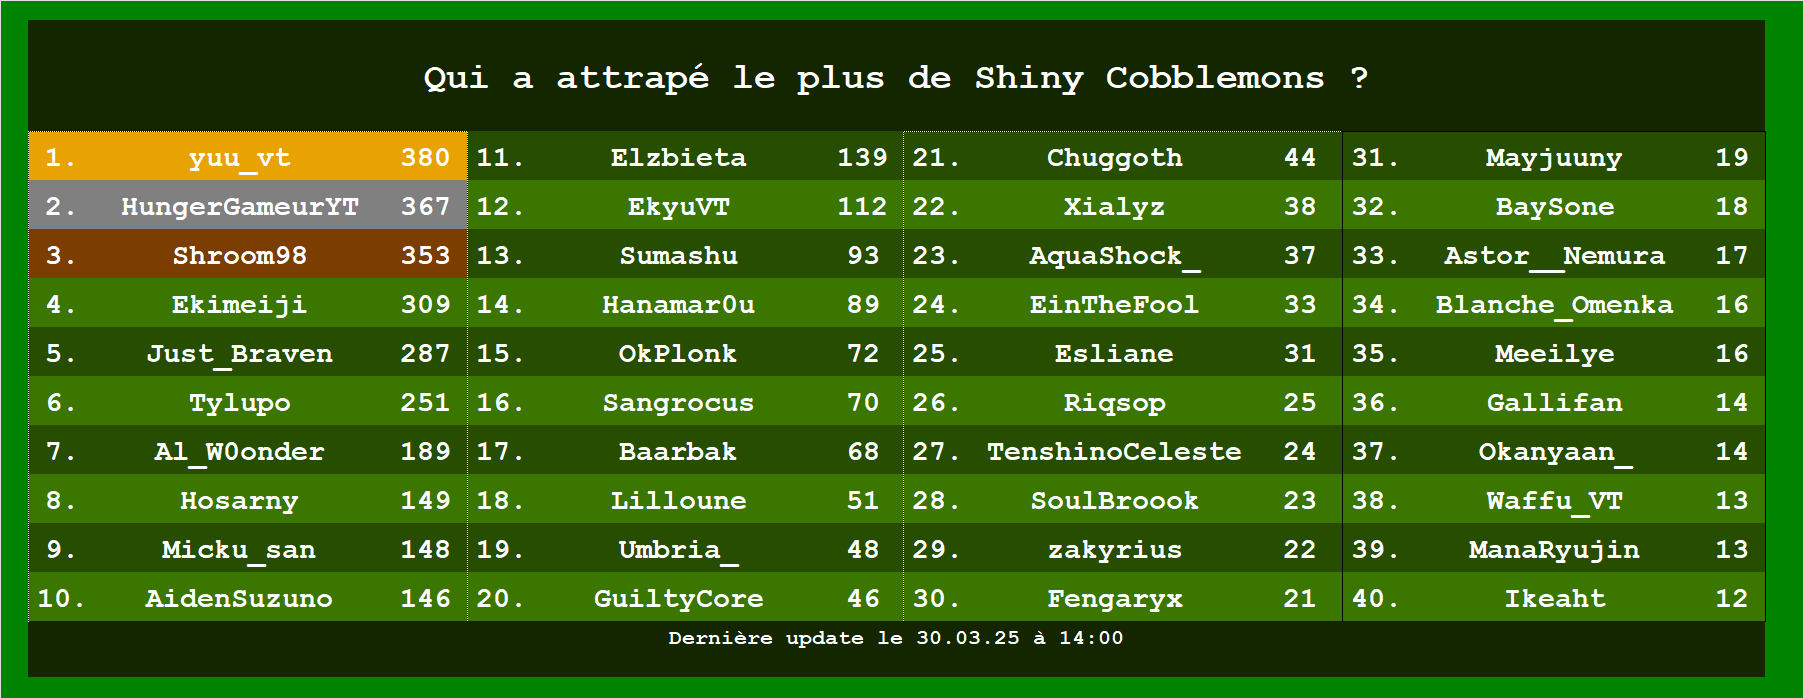 Qui a attrapé le plus de Shiny Cobblemons ?
1. yuu_vt 380
2. HungerGameurYT 367
3. Shroom98 353
4. Ekimeiji 309
5. Just_Braven 287
6. Tylupo 251
7. Al_W0onder 189
8. Hosarny 149
9. Micku_san 148
10. AidenSuzuno 146
11. Elzbieta 139
12. EkyuVT 112
13. Sumashu 93
14. Hanamar0u 89
15. OkPlonk 72
16. Sangrocus 70
17. Baarbak 68
18. Lilloune 51
19. Umbria_ 48
20. GuiltyCore 46
21. Chuggoth 44
22. Xialyz 38
23. AquaShock_ 37
24. EinTheFool 33
25. Esliane 31
26. Riqsop 25
27. TenshinoCeleste 24
28. SoulBroook 23
29. zakyrius 22
30. Fengaryx 21
31. Mayjuuny 19
32. BaySone 18
33. Astor__Nemura 17
34. Blanche_Omenka 16
35. Meeilye 16
36. Gallifan 14
37. Okanyaan_ 14
38. Waffu_VT 13
39. ManaRyujin 13
40. Ikeaht 12
Dernière update le 30.03.25 à 14:00